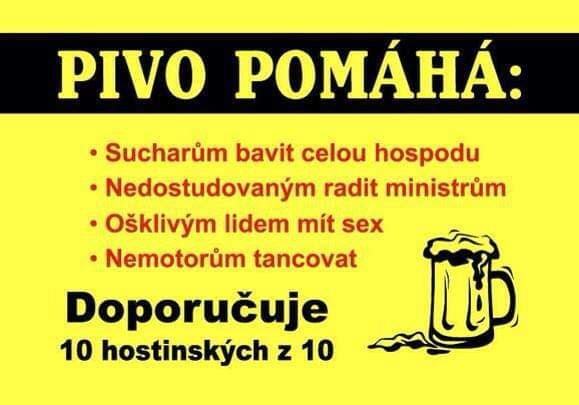 PIVO POMÁHÁ:
• Sucharům bavit celou hospodu
• Nedostudovaným radit ministrům
• Ošklivým lidem mít sex
• Nemotorům tancovat
Doporučuje
10 hostinských z 10